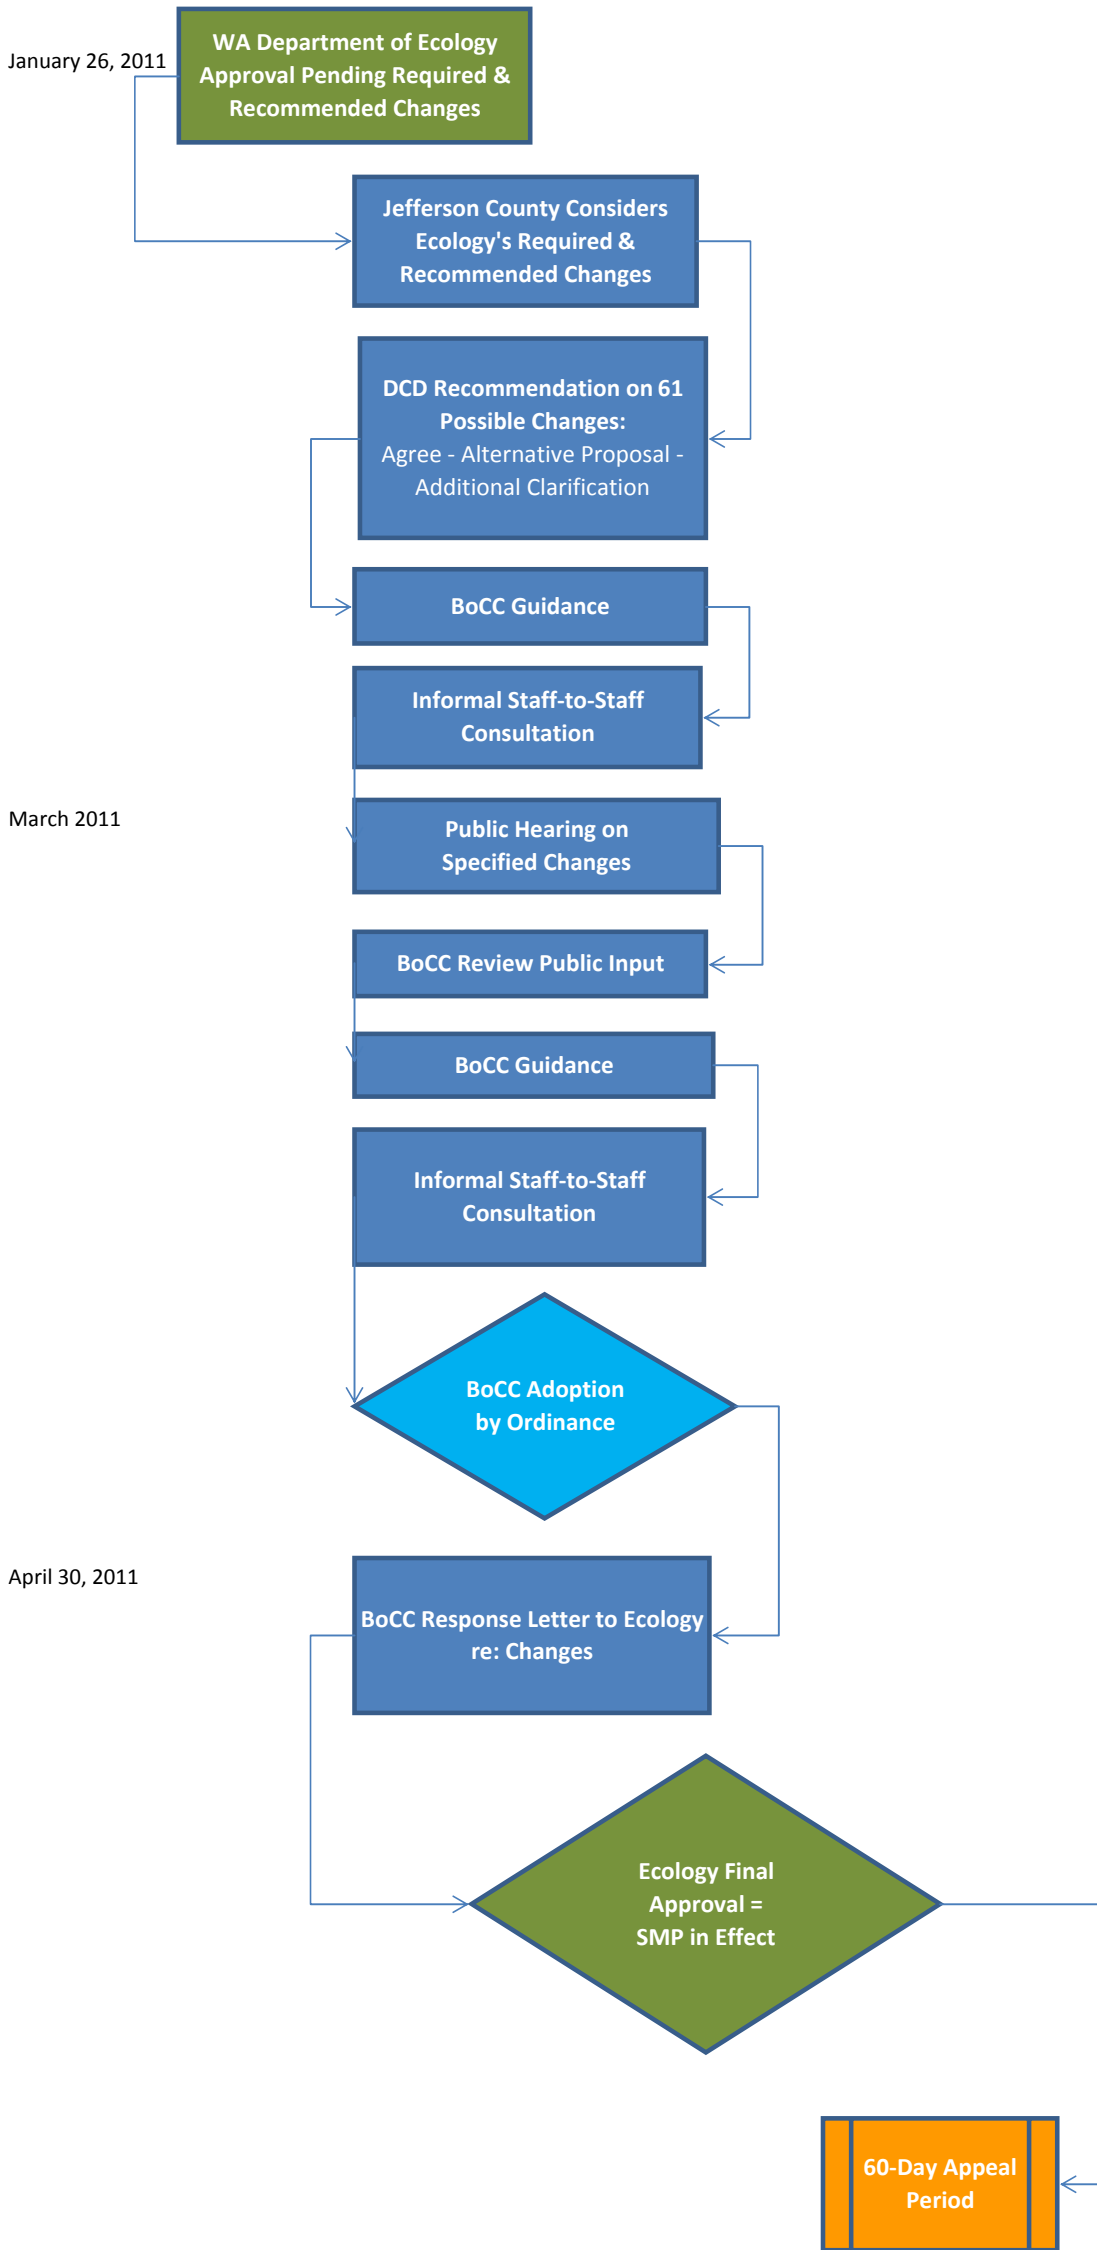 January 26, 2011
WA Department of Ecology
Approval Pending Required &
Recommended Changes
Jefferson County Considers
Ecology's Required &
Recommended Changes
DCD Recommendation on 61
Possible Changes:
Agree - Alternative Proposal -
Additional Clarification
BoCC Guidance
Informal Staff-to-Staff
Consultation
March 2011
Public Hearing on
Specified Changes
BoCC Review Public Input
BoCC Guidance
Informal Staff-to-Staff
Consultation
BoCC Adoption
by Ordinance
April 30, 2011
BoCC Response Letter to Ecology
re: Changes
Ecology Final
Approval =
SMP in Effect
60-Day Appeal
Period